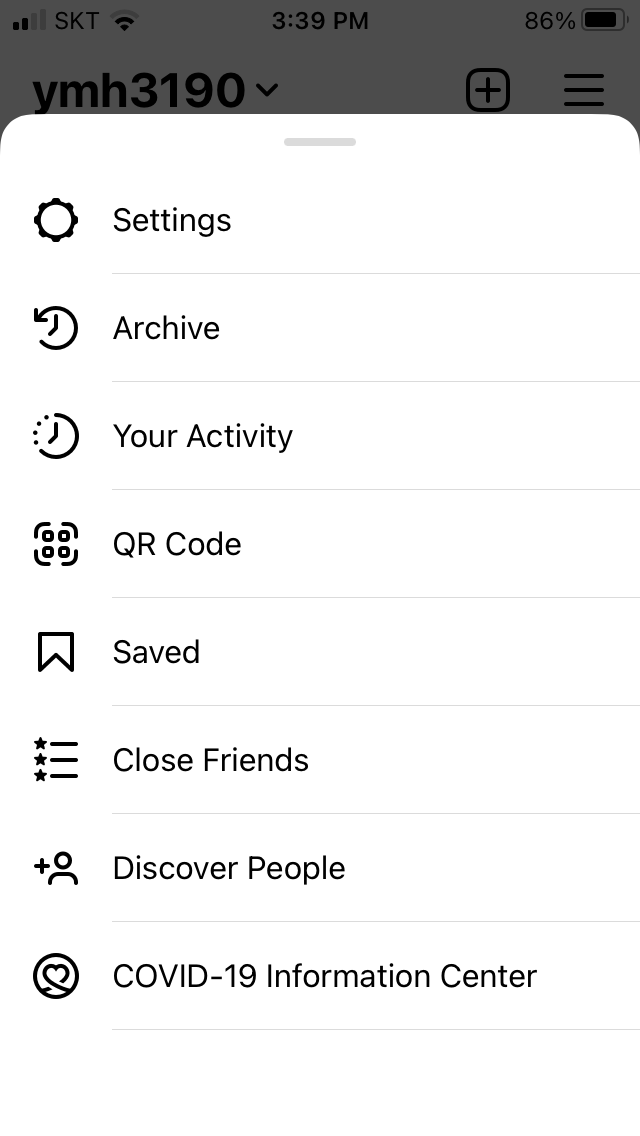 SKT 3:39 PM 86%
ymh3190
Settings
Archive
Your Activity
QR Code
Saved
Close Friends
Discover People
COVID-19 Information Center